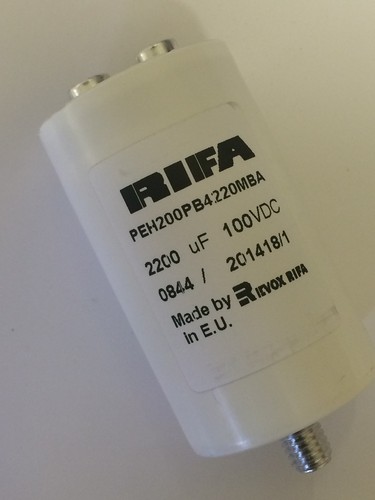 RIFA
PEH200PB4220MBA
2200 uF 100VDC
0844 / 201418/1
Made by EVOX RIFA
in E.U.